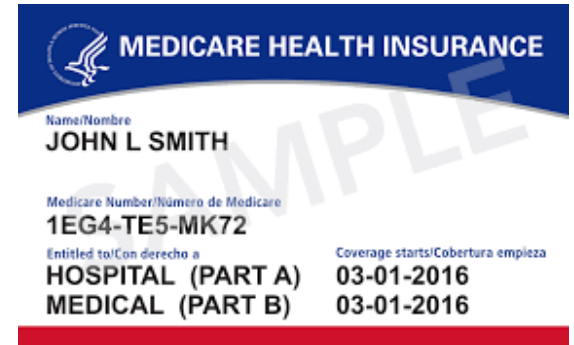 MEDICARE HEALTH INSURANCE
Name/Nombre
JOHN L SMITH
Medicare Number/Número de Medicare
1EG4-TE5-MK72
Entitled to/Con derecho a Coverage starts/Cobertura empieza
HOSPITAL (PART A) 03-01-2016
MEDICAL (PART B) 03-01-2016
SAMPLE